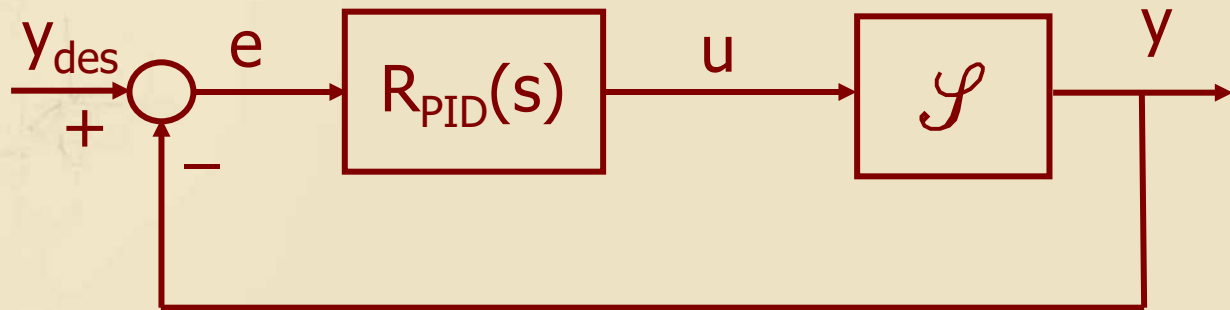 y_des
+
−
e
R_PID(s)
u
𝒮
y